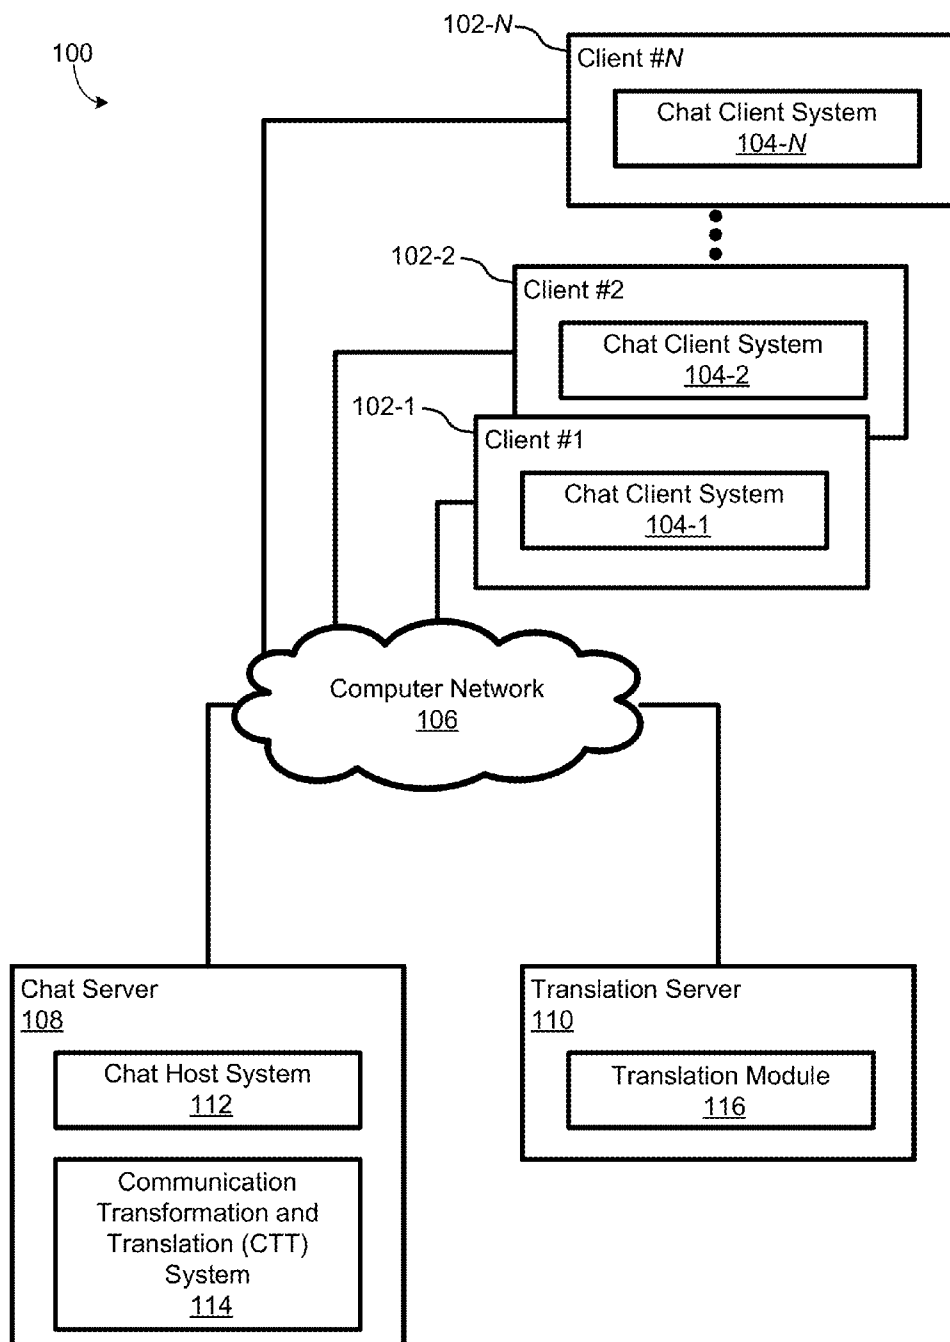 100
102-N
Client #N
Chat Client System
104-N
102-2
Client #2
Chat Client System
104-2
102-1
Client #1
Chat Client System
104-1
Computer Network
106
Chat Server
108
Chat Host System
112
Communication
Transformation and
Translation (CTT)
System
114
Translation Server
110
Translation Module
116